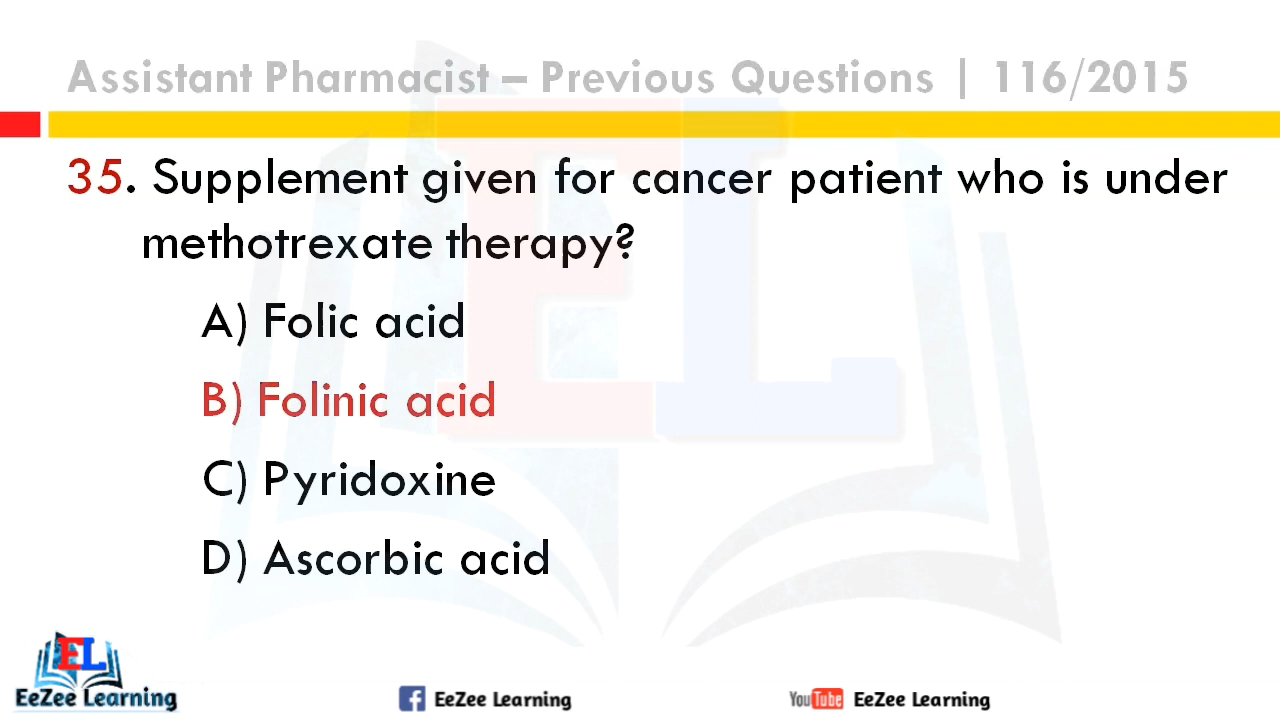 Assistant Pharmacist – Previous Questions | 116/2015
35. Supplement given for cancer patient who is under
methotrexate therapy?
A) Folic acid
B) Folinic acid
C) Pyridoxine
D) Ascorbic acid
EL
EL
EeZee Learning
f EeZee Learning
YouTube EeZee Learning